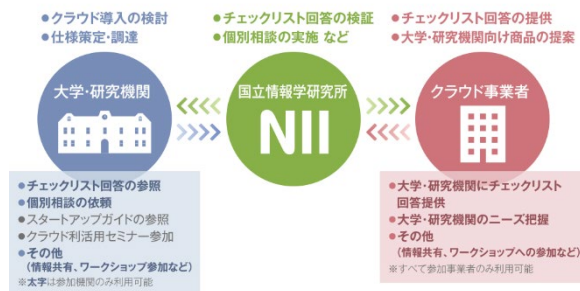 ●クラウド導入の検討
●仕様策定・調達
●チェックリスト回答の検証
●個別相談の実施 など
●チェックリスト回答の提供
●大学・研究機関向け商品の提案
大学・研究機関
国立情報学研究所
NII
クラウド事業者
●チェックリスト回答の参照
●個別相談の依頼
●スタートアップガイドの参照
●クラウド利活用セミナー参加
●その他
(情報共有、ワークショップ参加など)
※太字は参加機関のみ利用可能
●大学・研究機関にチェックリスト
回答提供
●大学・研究機関のニーズ把握
●その他
(情報共有、ワークショップへの参加など)
※すべて参加事業者のみ利用可能